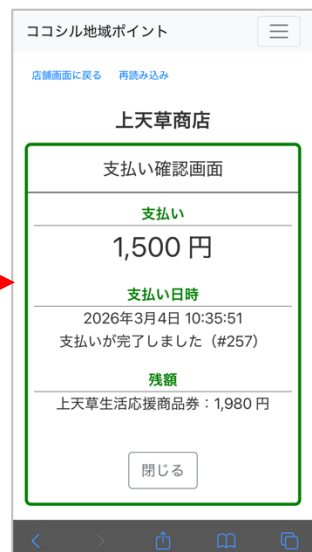 ココシル地域ポイント
店舗画面に戻る 再読み込み
上天草商店
支払い確認画面
支払い
1,500 円
支払い日時
2026年3月4日 10:35:51
支払いが完了しました（#257）
残額
上天草生活応援商品券：1,980 円
閉じる